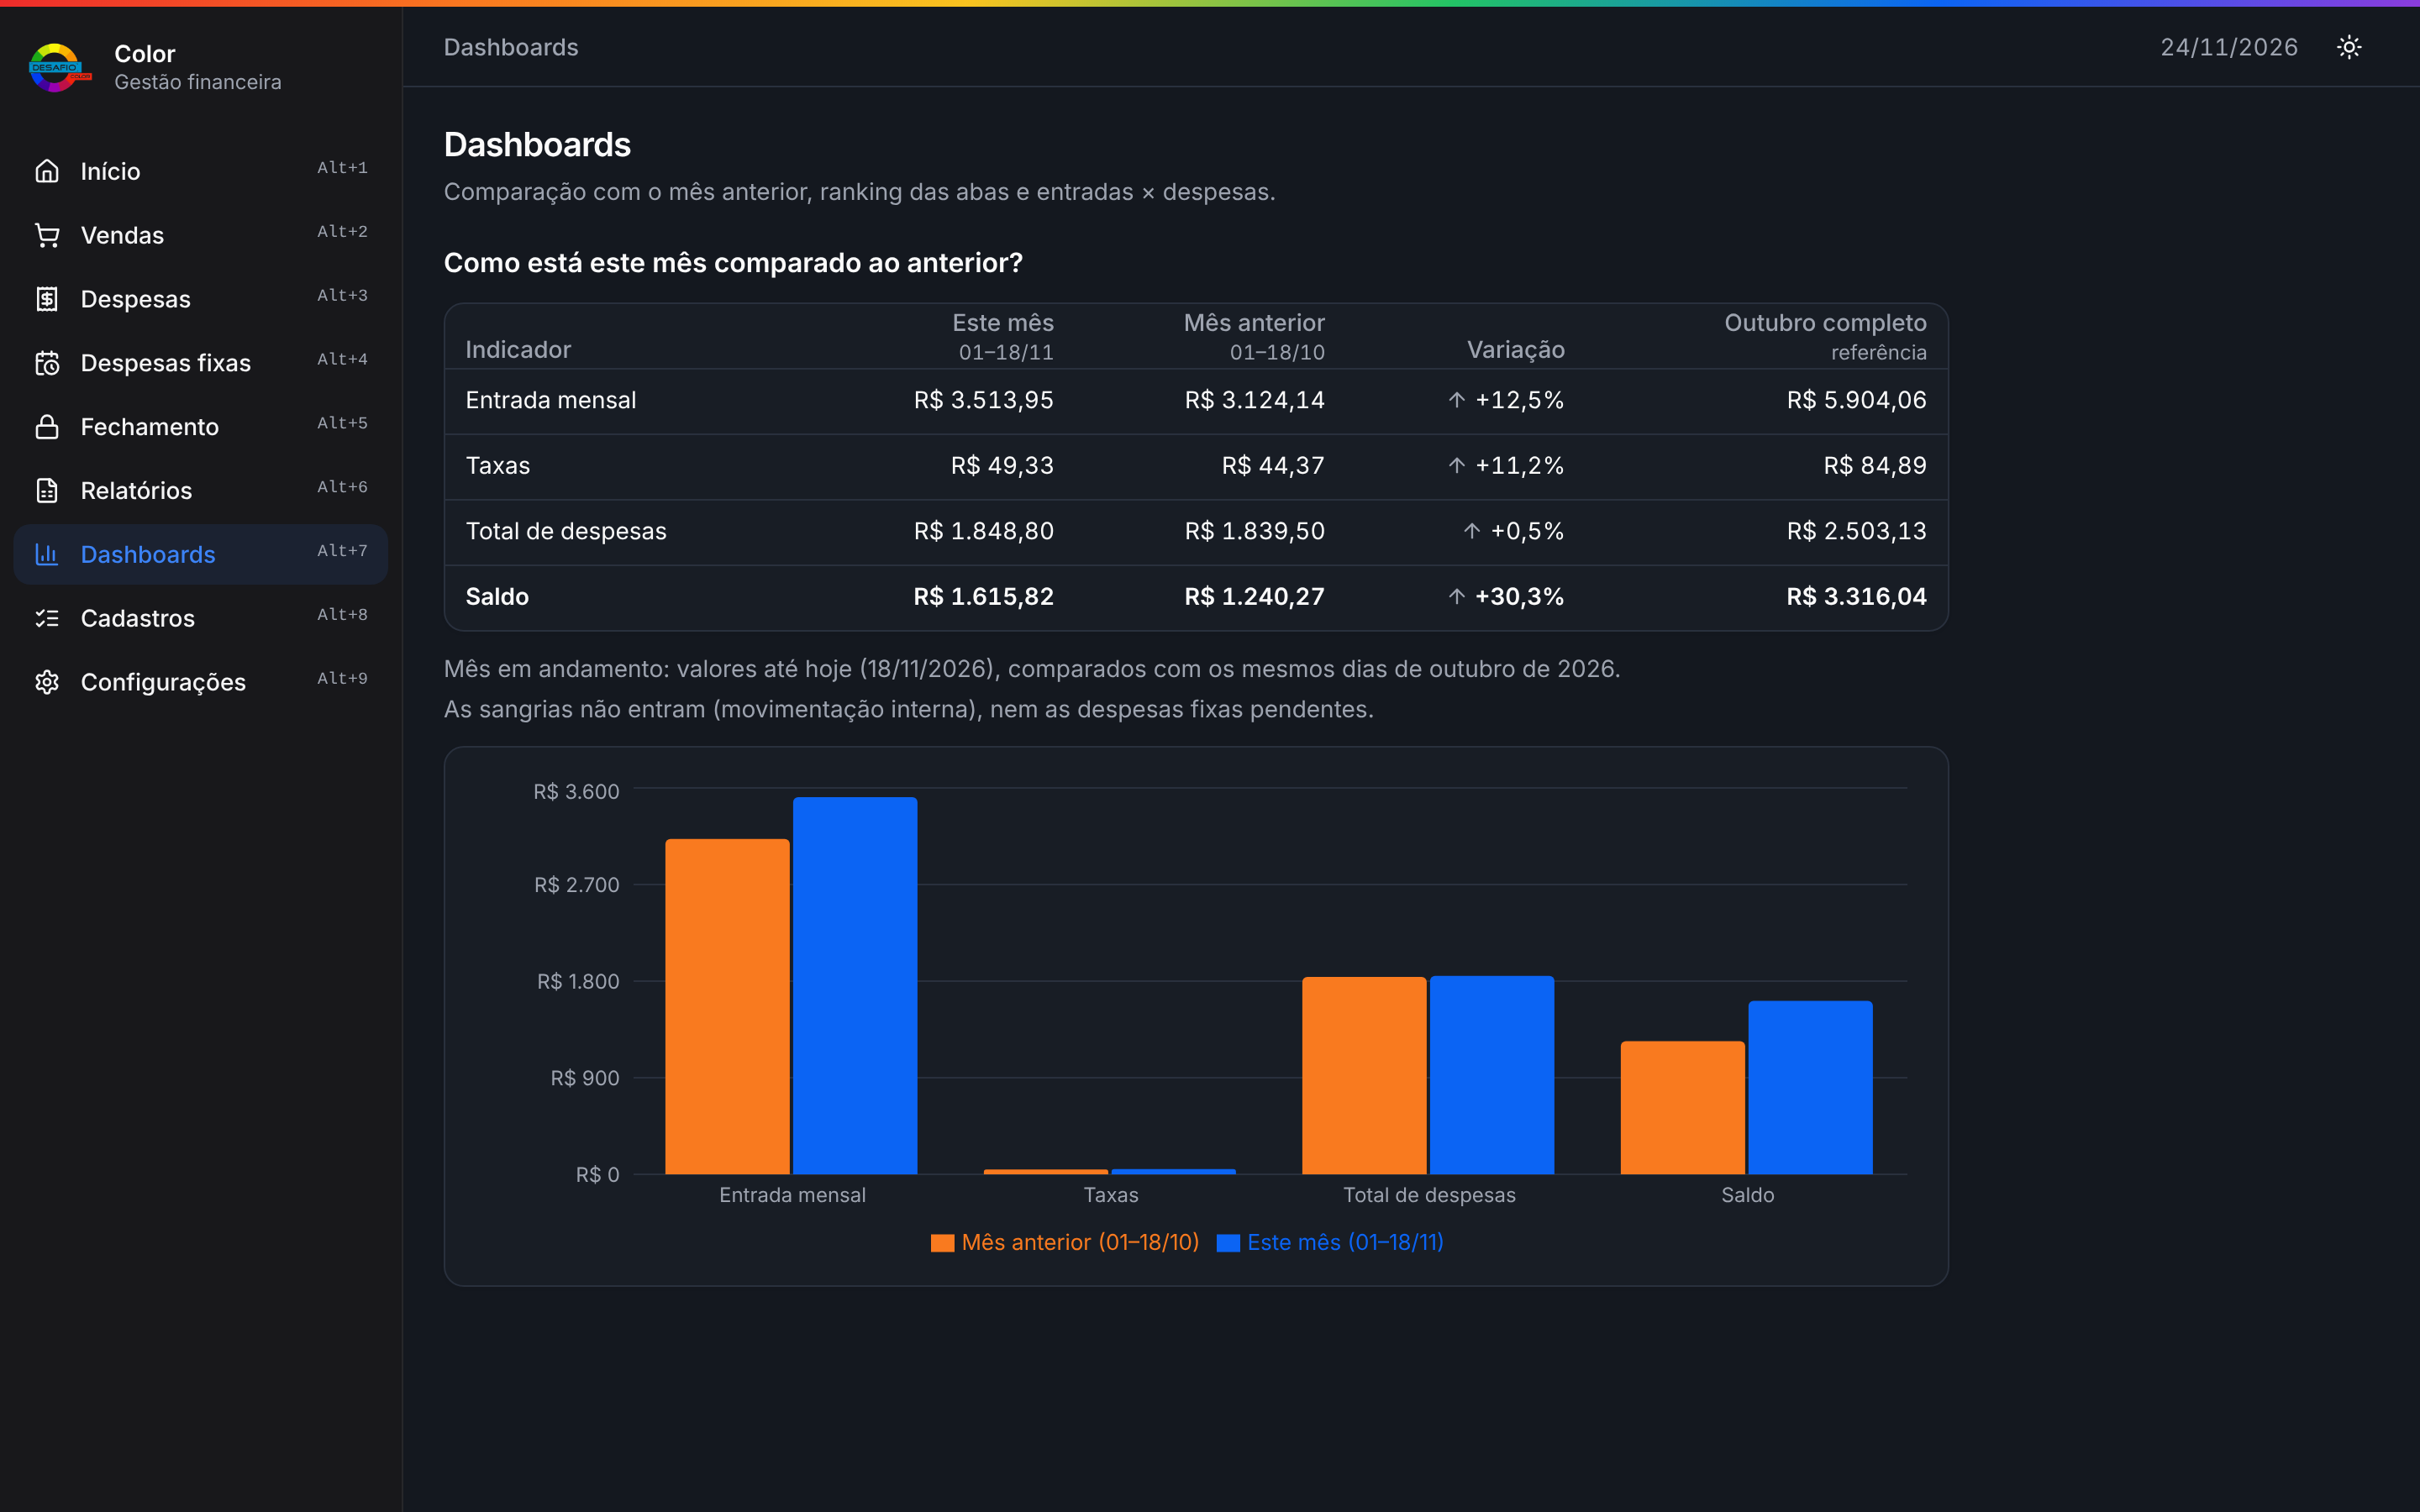 Color
Gestão financeira
DESAFIO
COLOR
Início Alt+1
Vendas Alt+2
Despesas Alt+3
Despesas fixas Alt+4
Fechamento Alt+5
Relatórios Alt+6
Dashboards Alt+7
Cadastros Alt+8
Configurações Alt+9
Dashboards 24/11/2026
Dashboards
Comparação com o mês anterior, ranking das abas e entradas × despesas.
Como está este mês comparado ao anterior?
Indicador Este mês 01–18/11 Mês anterior 01–18/10 Variação Outubro completo referência
Entrada mensal R$ 3.513,95 R$ 3.124,14 ↑ +12,5% R$ 5.904,06
Taxas R$ 49,33 R$ 44,37 ↑ +11,2% R$ 84,89
Total de despesas R$ 1.848,80 R$ 1.839,50 ↑ +0,5% R$ 2.503,13
Saldo R$ 1.615,82 R$ 1.240,27 ↑ +30,3% R$ 3.316,04
Mês em andamento: valores até hoje (18/11/2026), comparados com os mesmos dias de outubro de 2026.
As sangrias não entram (movimentação interna), nem as despesas fixas pendentes.
R$ 3.600
R$ 2.700
R$ 1.800
R$ 900
R$ 0
Entrada mensal Taxas Total de despesas Saldo
Mês anterior (01–18/10) Este mês (01–18/11)